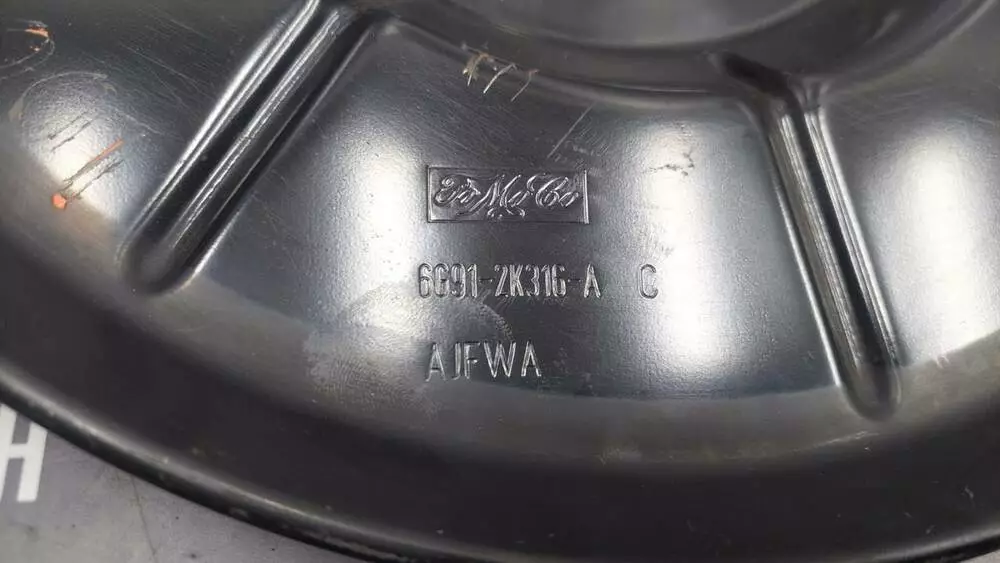 FoMoCo
6G91-2K316-A C
AJFWA
H